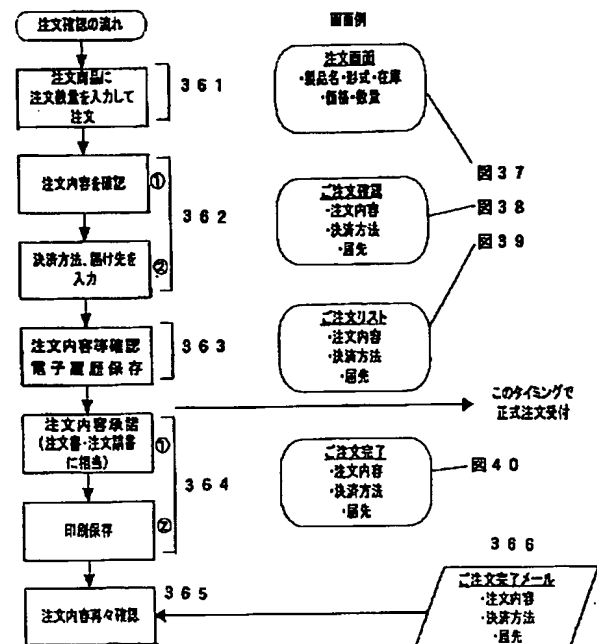 注文確認の流れ
画面例
注文商品に
注文数量を入力して
注文
361
注文画面
・製品名・形式・在庫
・価格・数量
図37
注文内容を確認
①
362
決済方法、届け先を
入力
②
ご注文確認
・注文内容
・決済方法
・届先
図38
図39
注文内容等確認
電子履歴保存
363
ご注文リスト
・注文内容
・決済方法
・届先
このタイミングで
正式注文受付
注文内容承諾
(注文書・注文請書
に相当)
①
364
印刷保存
②
ご注文完了
・注文内容
・決済方法
・届先
図40
365
注文内容再々確認
366
ご注文完了メール
・注文内容
・決済方法
・届先